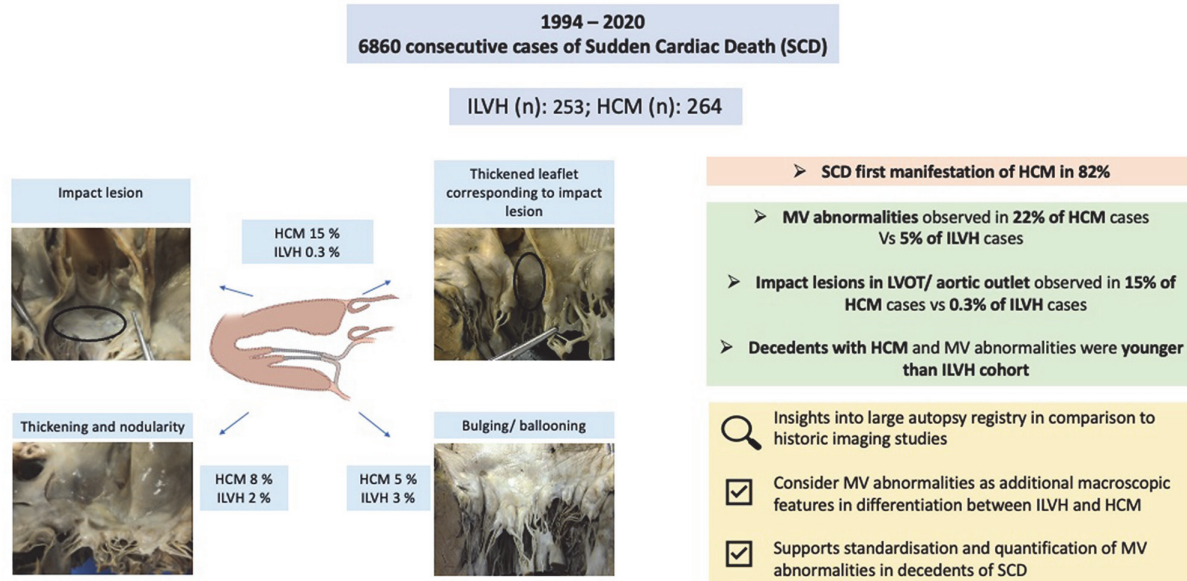 1994 – 2020
6860 consecutive cases of Sudden Cardiac Death (SCD)
ILVH (n): 253; HCM (n): 264
Impact lesion
Thickened leaflet
corresponding to impact
lesion
HCM 15 %
ILVH 0.3 %
Thickening and nodularity
HCM 8 %
ILVH 2 %
HCM 5 %
ILVH 3 %
Bulging/ ballooning
➤ SCD first manifestation of HCM in 82%
➤ MV abnormalities observed in 22% of HCM cases
Vs 5% of ILVH cases
➤ Impact lesions in LVOT/ aortic outlet observed in 15% of
HCM cases vs 0.3% of ILVH cases
➤ Decedents with HCM and MV abnormalities were younger
than ILVH cohort
Insights into large autopsy registry in comparison to
historic imaging studies
Consider MV abnormalities as additional macroscopic
features in differentiation between ILVH and HCM
Supports standardisation and quantification of MV
abnormalities in decedents of SCD